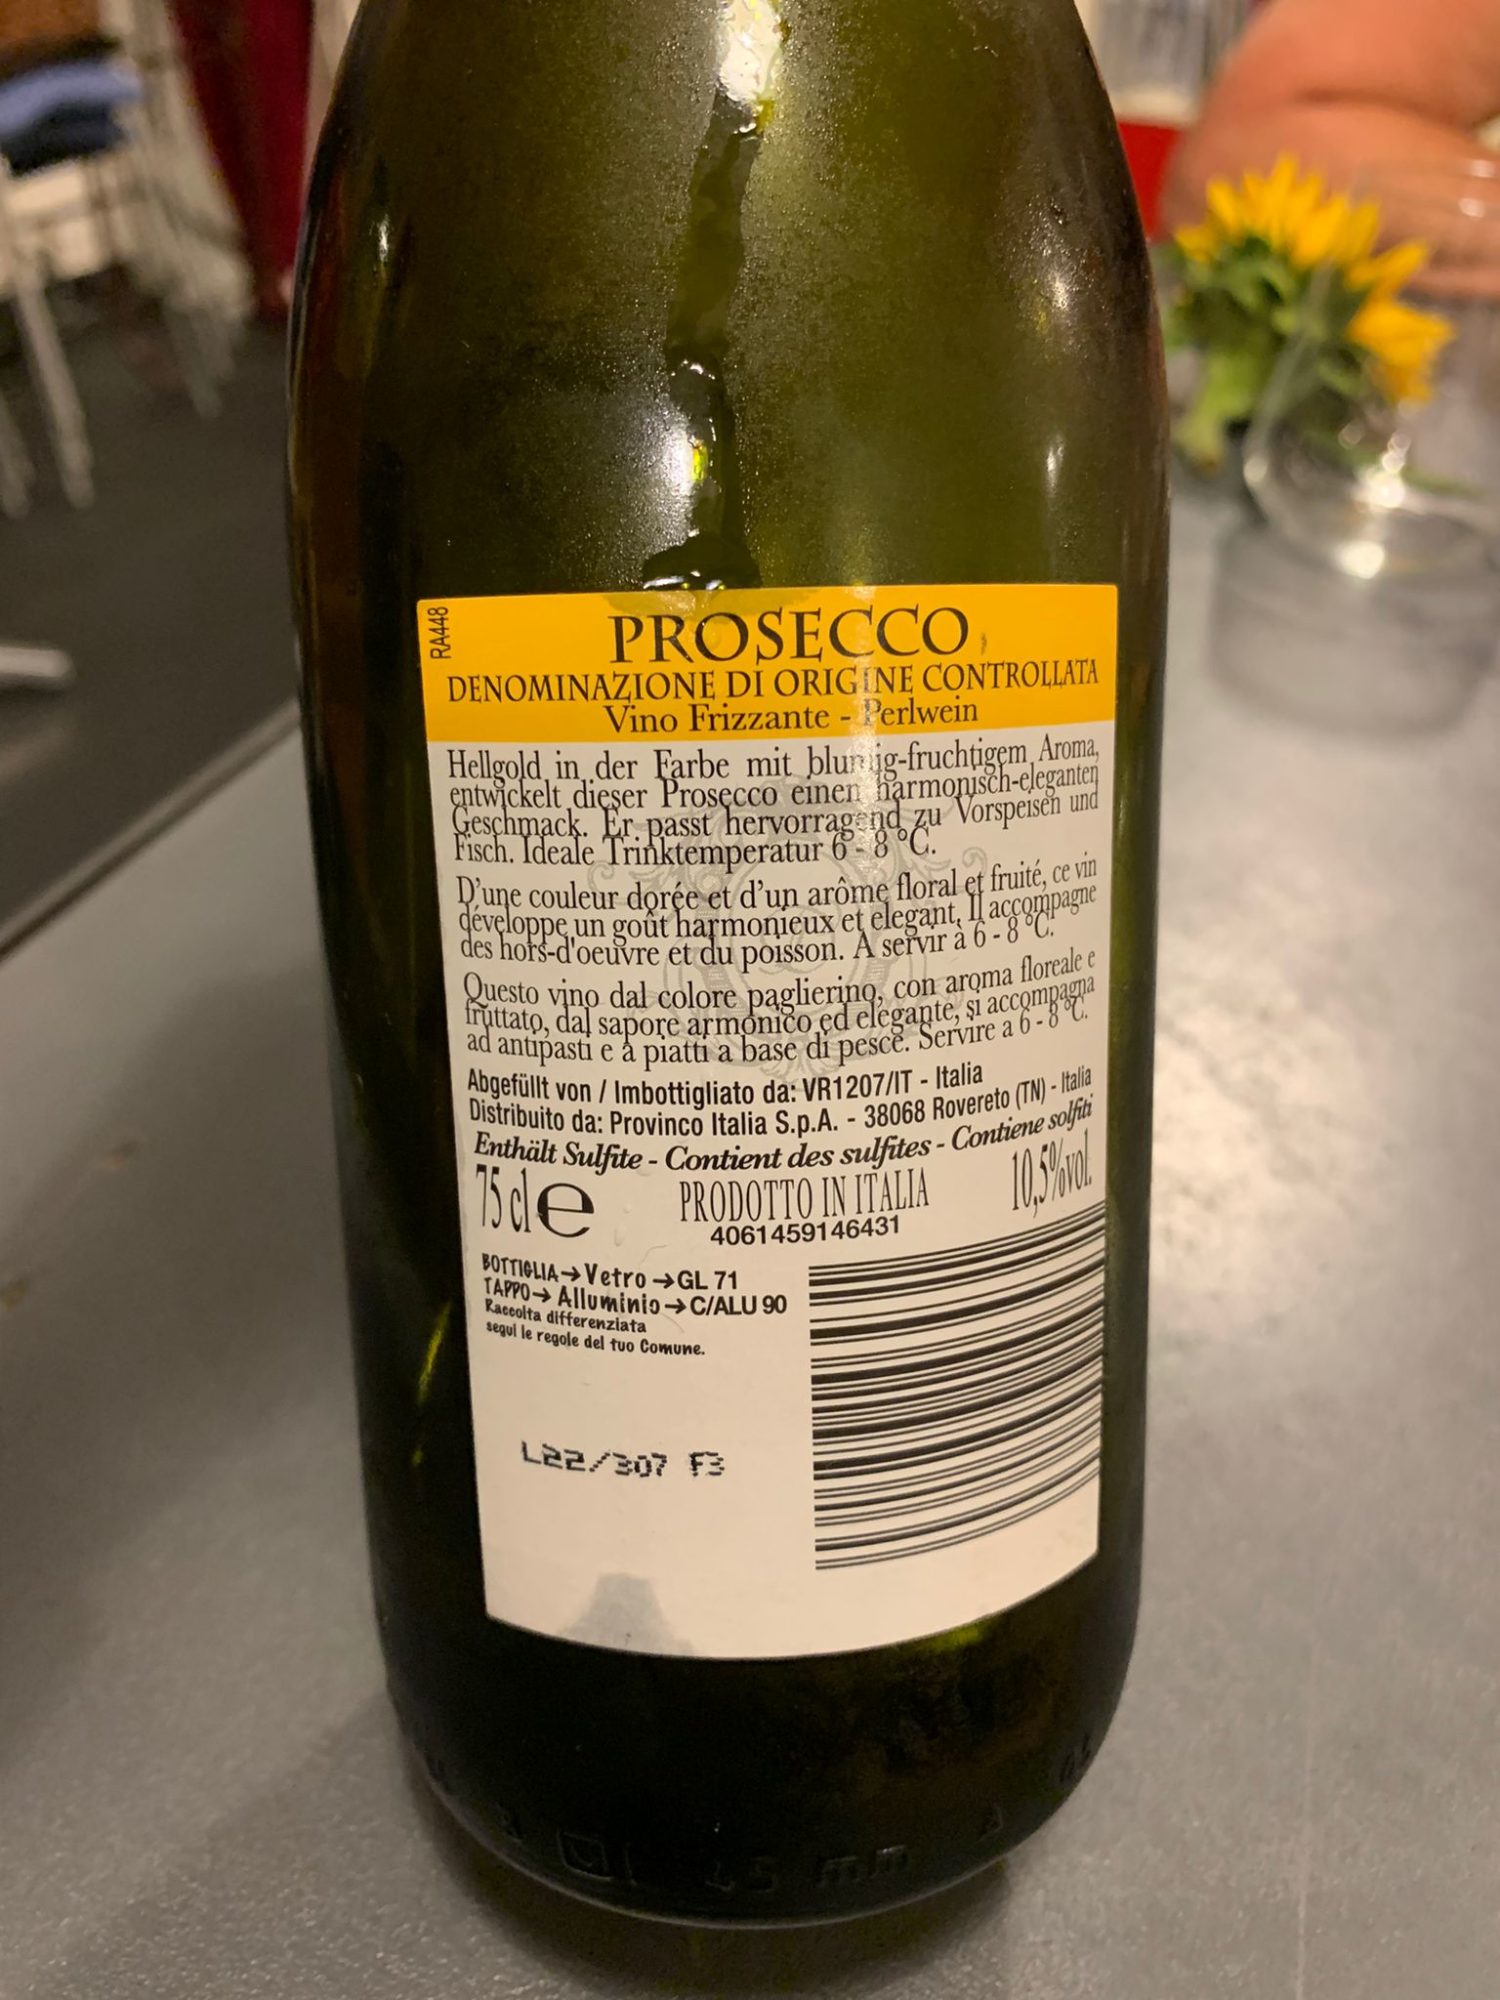 RA448
PROSECCO
DENOMINAZIONE DI ORIGINE CONTROLLATA
Vino Frizzante - Perlwein
Hellgold in der Farbe mit blumig-fruchtigem Aroma,
entwickelt dieser Prosecco einen harmonisch-eleganten
Geschmack. Er passt hervorragend zu Vorspeisen und
Fisch. Ideale Trinktemperatur 6 - 8 °C.
D'une couleur dorée et d'un arôme floral et fruité, ce vin
développe un goût harmonieux et elegant. Il accompagne
des hors-d'oeuvre et du poisson. A servir à 6 - 8 °C.
Questo vino dal colore paglierino, con aroma floreale e
fruttato, dal sapore armonico ed elegante, si accompagna
ad antipasti e a piatti a base di pesce. Servire a 6 - 8 °C.
Abgefüllt von / Imbottigliato da: VR1207/IT - Italia
Distribuito da: Provinco Italia S.p.A. - 38068 Rovereto (TN) - Italia
Enthält Sulfite - Contient des sulfites - Contiene solfiti
75 cl e PRODOTTO IN ITALIA 10,5%vol.
4061459146431
BOTTIGLIA→Vetro→GL 71
TAPPO→Alluminio→C/ALU 90
Raccolta differenziata
segui le regole del tuo Comune.
L22/307 F3